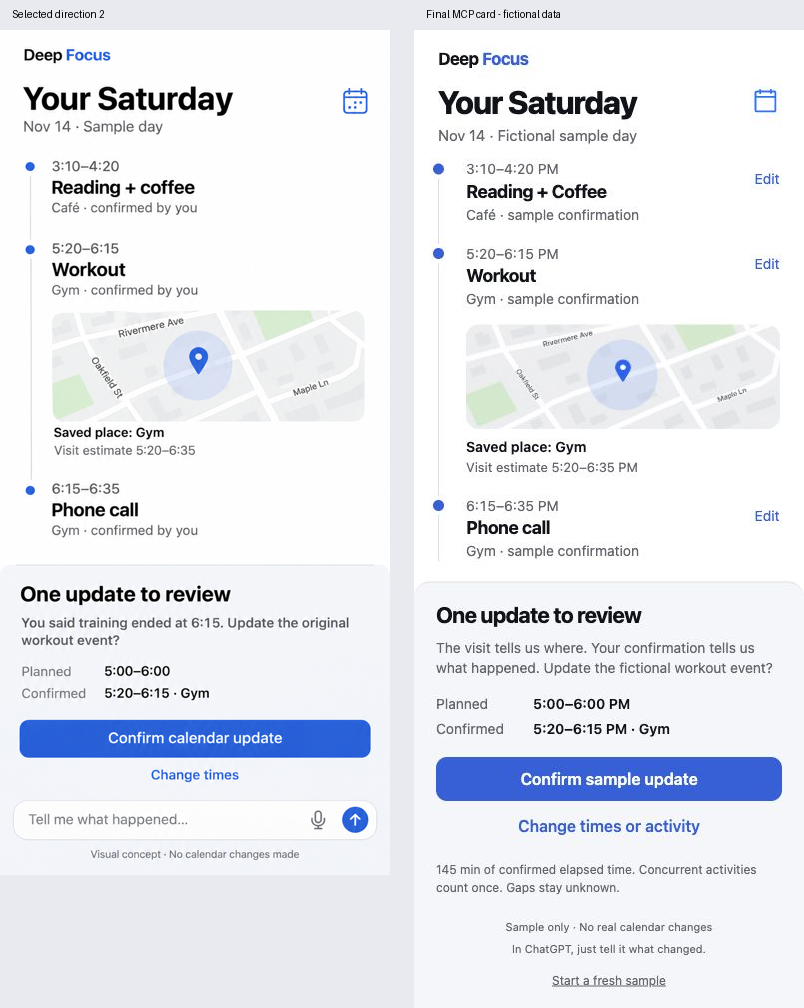 Selected direction 2
Deep Focus
Your Saturday
Nov 14 · Sample day
3:10–4:20
Reading + coffee
Café · confirmed by you
5:20–6:15
Workout
Gym · confirmed by you
Rivermere Ave
Oakfield St
Maple Ln
Saved place: Gym
Visit estimate 5:20–6:35
6:15–6:35
Phone call
Gym · confirmed by you
One update to review
You said training ended at 6:15. Update the original
workout event?
Planned 5:00–6:00
Confirmed 5:20–6:15 · Gym
Confirm calendar update
Change times
Tell me what happened...
Visual concept · No calendar changes made
Final MCP card - fictional data
Deep Focus
Your Saturday
Nov 14 · Fictional sample day
3:10–4:20 PM
Reading + Coffee
Café · sample confirmation
Edit
5:20–6:15 PM
Workout
Gym · sample confirmation
Edit
Rivermere Ave
Oakfield St
Maple Ln
Saved place: Gym
Visit estimate 5:20–6:35 PM
6:15–6:35 PM
Phone call
Gym · sample confirmation
Edit
One update to review
The visit tells us where. Your confirmation tells us
what happened. Update the fictional workout event?
Planned 5:00–6:00 PM
Confirmed 5:20–6:15 PM · Gym
Confirm sample update
Change times or activity
145 min of confirmed elapsed time. Concurrent activities
count once. Gaps stay unknown.
Sample only · No real calendar changes
In ChatGPT, just tell it what changed.
Start a fresh sample